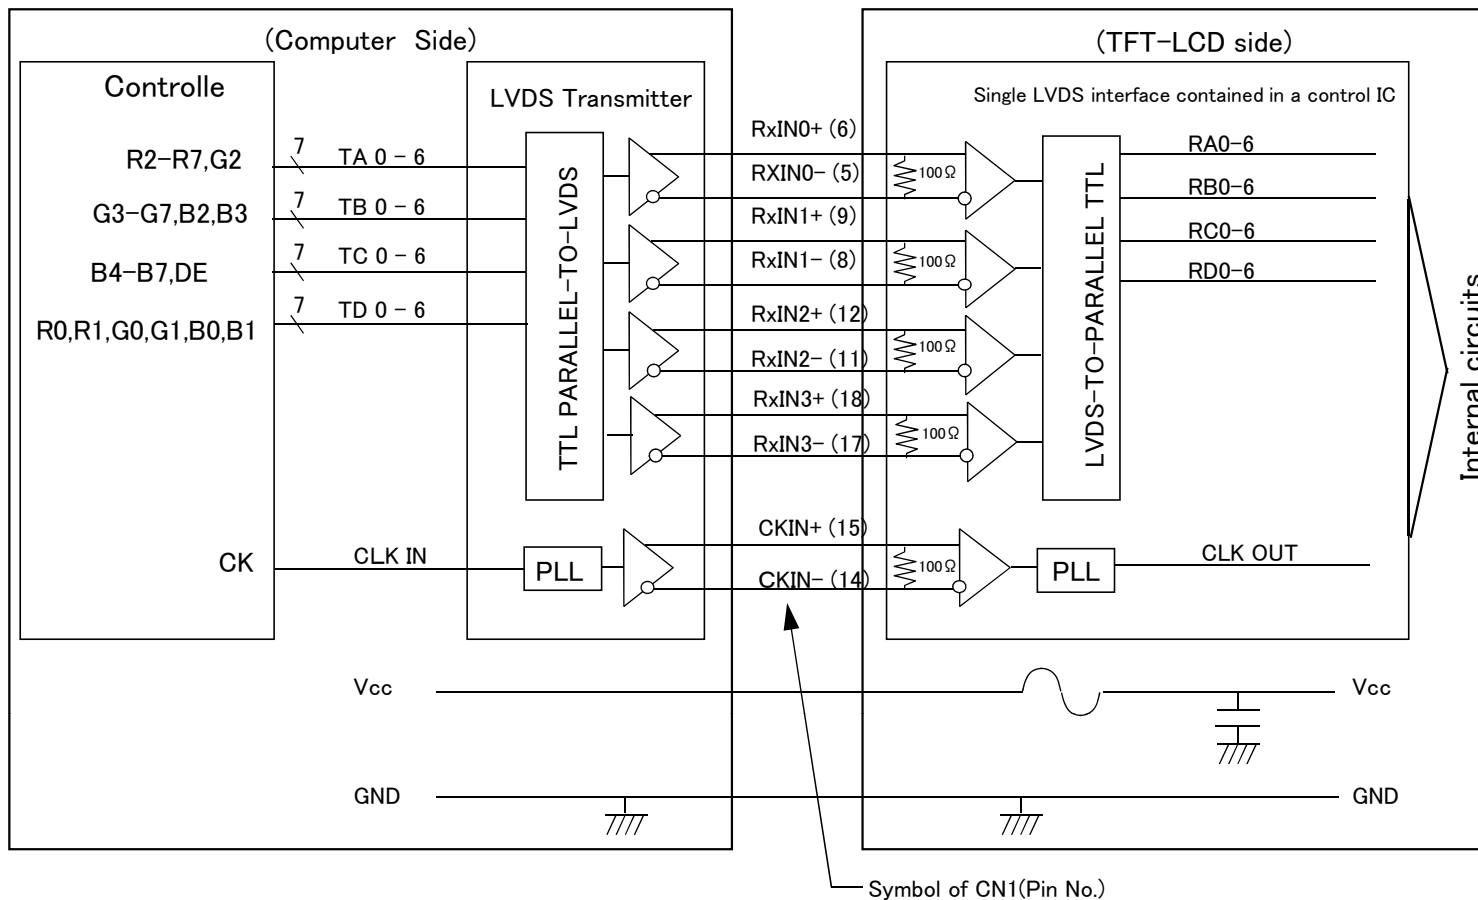 (Computer Side)
(TFT-LCD side)
Controlle
LVDS Transmitter
Single LVDS interface contained in a control IC
R2-R7,G2
7
TA 0 - 6
G3-G7,B2,B3
7
TB 0 - 6
B4-B7,DE
7
TC 0 - 6
R0,R1,G0,G1,B0,B1
7
TD 0 - 6
TTL PARALLEL-TO-LVDS
RxIN0+ (6)
RXIN0- (5)
RxIN1+ (9)
RxIN1- (8)
RxIN2+ (12)
RxIN2- (11)
RxIN3+ (18)
RxIN3- (17)
100Ω
100Ω
100Ω
100Ω
LVDS-TO-PARALLEL TTL
RA0-6
RB0-6
RC0-6
RD0-6
Internal circuits
CK
CLK IN
PLL
CKIN+ (15)
CKIN- (14)
100Ω
PLL
CLK OUT
Vcc
Vcc
GND
GND
Symbol of CN1(Pin No.)